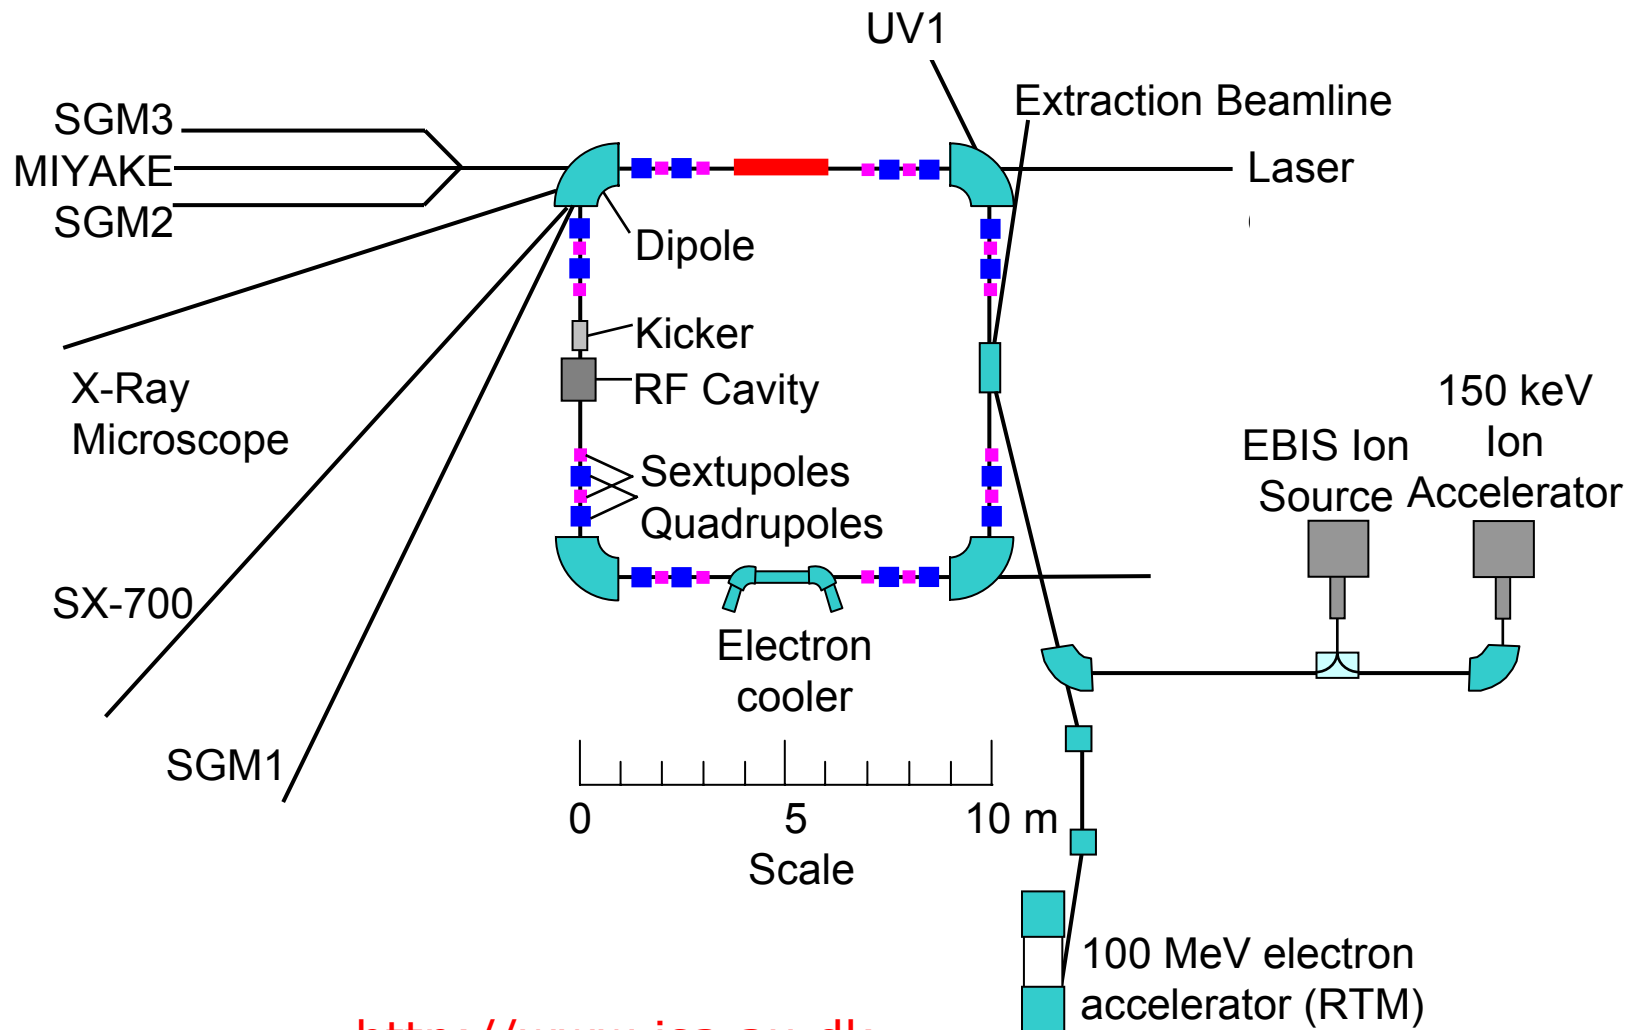 UV1
Extraction Beamline
SGM3
MIYAKE
SGM2
Laser
Dipole
Kicker
RF Cavity
X-Ray
Microscope
150 keV
Ion
Accelerator
EBIS Ion
Source
Sextupoles
Quadrupoles
SX-700
Electron
cooler
SGM1
0
5
10 m
Scale
100 MeV electron
accelerator (RTM)